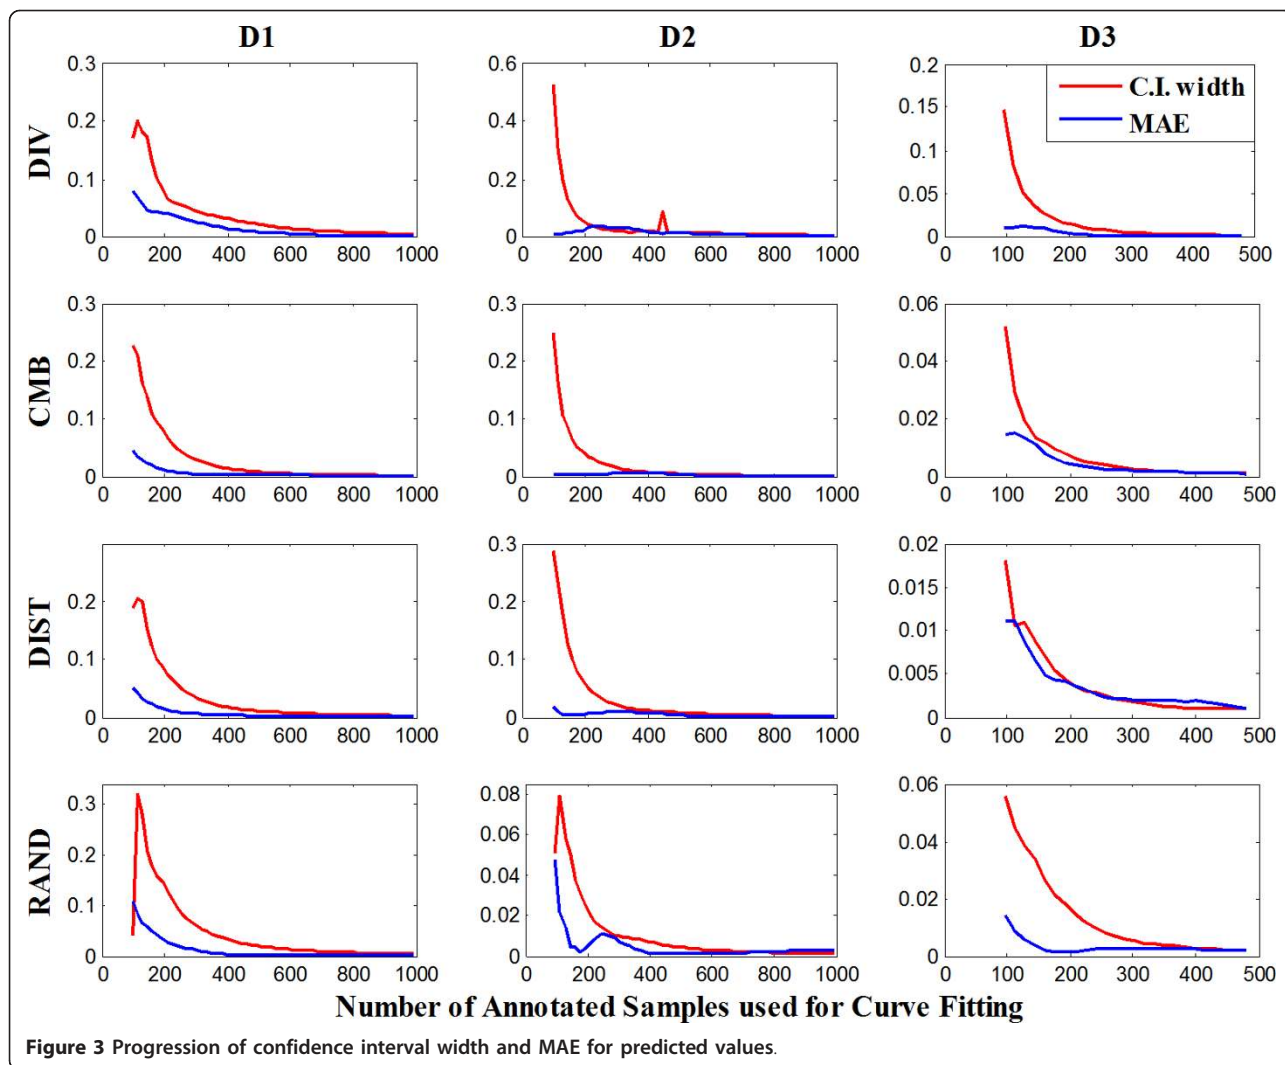 D1 D2 D3
DIV
0.3
0.2
0.1
0
0 200 400 600 800 1000
0.6
0.4
0.2
0
0 200 400 600 800 1000
0.2
0.15
0.1
0.05
0
0 100 200 300 400 500
C.I. width
MAE
CMB
0.3
0.2
0.1
0
0 200 400 600 800 1000
0.3
0.2
0.1
0
0 200 400 600 800 1000
0.06
0.04
0.02
0
0 100 200 300 400 500
DIST
0.2
0.1
0
0 200 400 600 800 1000
0.3
0.2
0.1
0
0 200 400 600 800 1000
0.02
0.015
0.01
0.005
0
0 100 200 300 400 500
RAND
0.3
0.2
0.1
0
0 200 400 600 800 1000
0.08
0.06
0.04
0.02
0
0 200 400 600 800 1000
0.06
0.04
0.02
0
0 100 200 300 400 500
Number of Annotated Samples used for Curve Fitting
Figure 3 Progression of confidence interval width and MAE for predicted values.